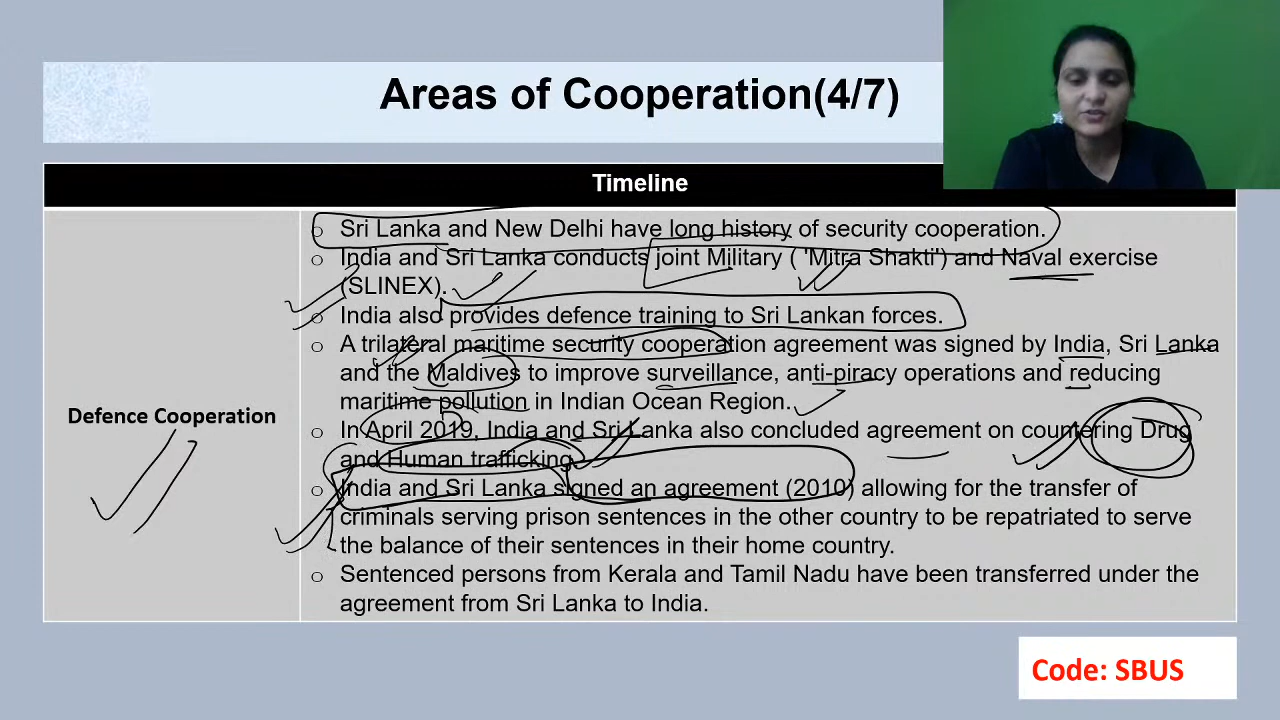 Areas of Cooperation(4/7)
Timeline
Defence Cooperation
o Sri Lanka and New Delhi have long history of security cooperation.
o India and Sri Lanka conducts joint Military ( 'Mitra Shakti') and Naval exercise
(SLINEX).
o India also provides defence training to Sri Lankan forces.
o A trilateral maritime security cooperation agreement was signed by India, Sri Lanka
and the Maldives to improve surveillance, anti-piracy operations and reducing
maritime pollution in Indian Ocean Region.
o In April 2019, India and Sri Lanka also concluded agreement on countering Drug
and Human trafficking.
o India and Sri Lanka signed an agreement (2010) allowing for the transfer of
criminals serving prison sentences in the other country to be repatriated to serve
the balance of their sentences in their home country.
o Sentenced persons from Kerala and Tamil Nadu have been transferred under the
agreement from Sri Lanka to India.
Code: SBUS